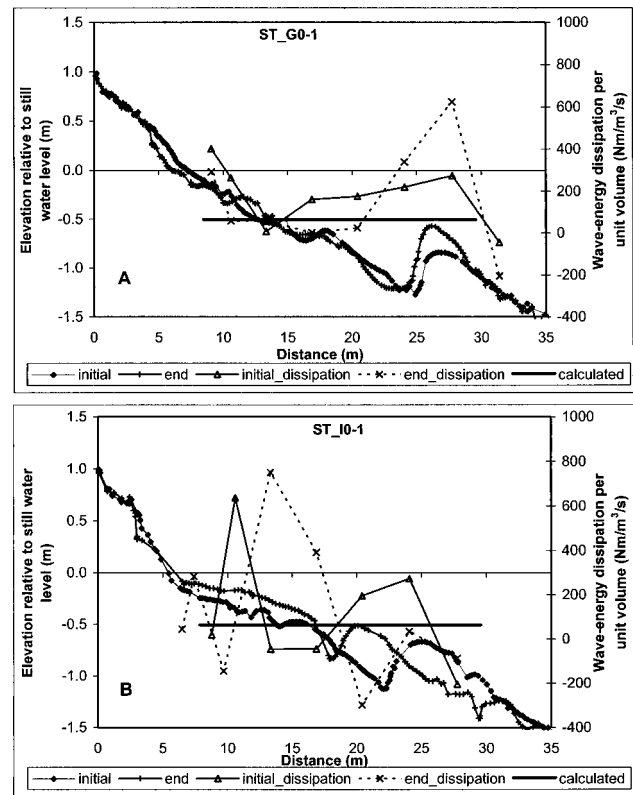 ST_G0-1
Elevation relative to still
water level (m)
1.5
1.0
0.5
0.0
-0.5
-1.0
-1.5
A
0 5 10 15 20 25 30 35
Distance (m)
1000
800
600
400
200
0
-200
-400
Wave-energy dissipation per
unit volume (Nm/m³/s)
initial end initial_dissipation end_dissipation calculated
ST_I0-1
Elevation relative to still water
level (m)
1.5
1.0
0.5
0.0
-0.5
-1.0
-1.5
B
0 5 10 15 20 25 30 35
Distance (m)
1000
800
600
400
200
0
-200
-400
Wave-energy dissipation per
unit volume (Nm/m³/s)
initial end initial_dissipation end_dissipation calculated